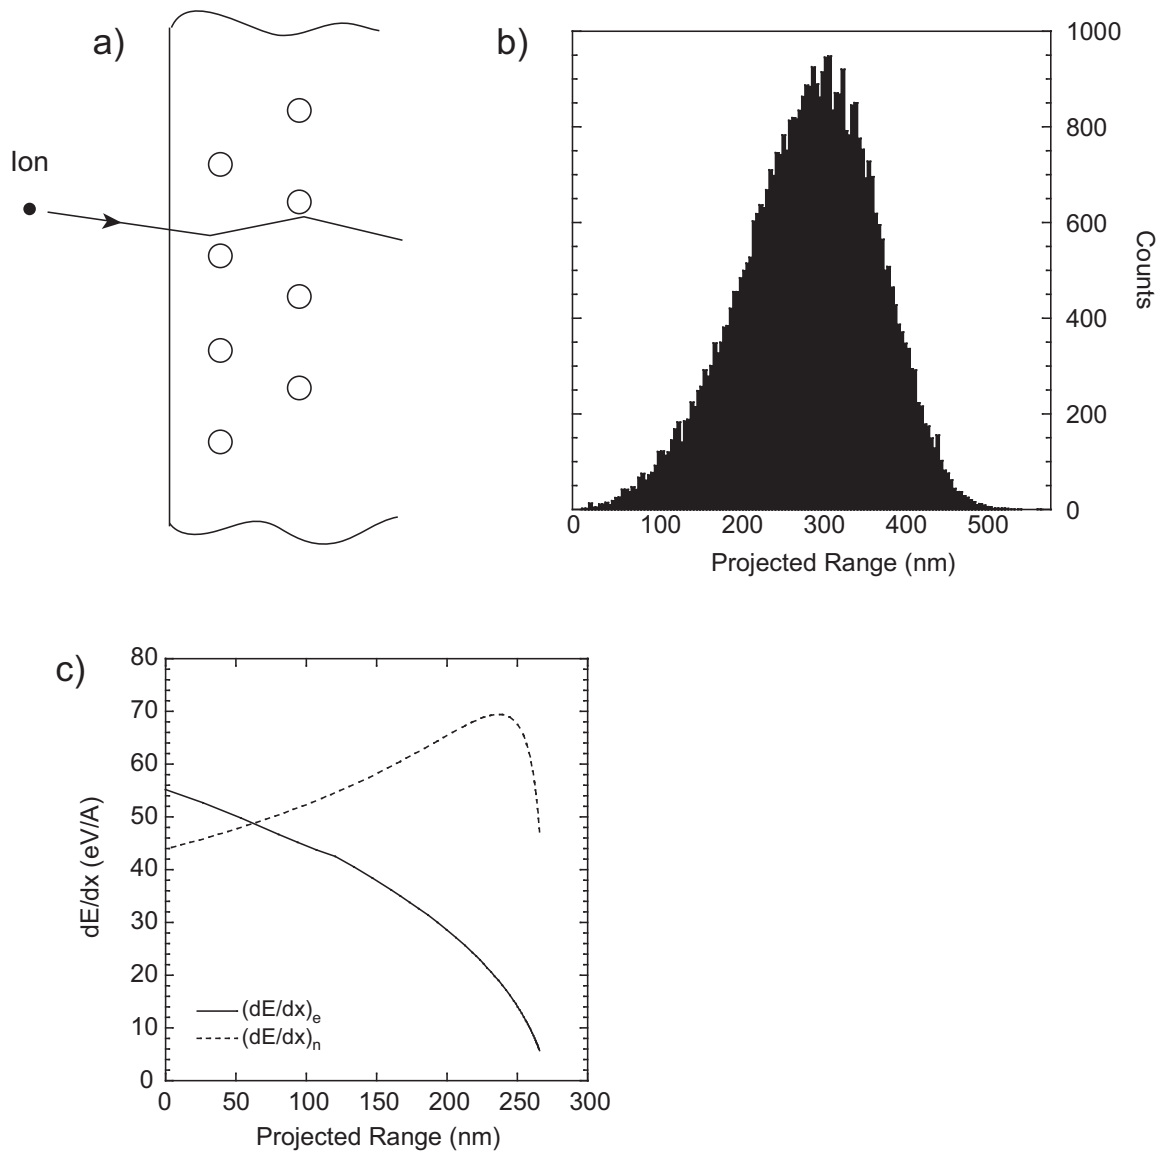 a)
Ion
b)
1000
800
600
400
200
0
Counts
0 100 200 300 400 500
Projected Range (nm)
c)
80
70
60
50
40
30
20
10
0
dE/dx (eV/A)
(dE/dx)e
(dE/dx)n
0 50 100 150 200 250 300
Projected Range (nm)